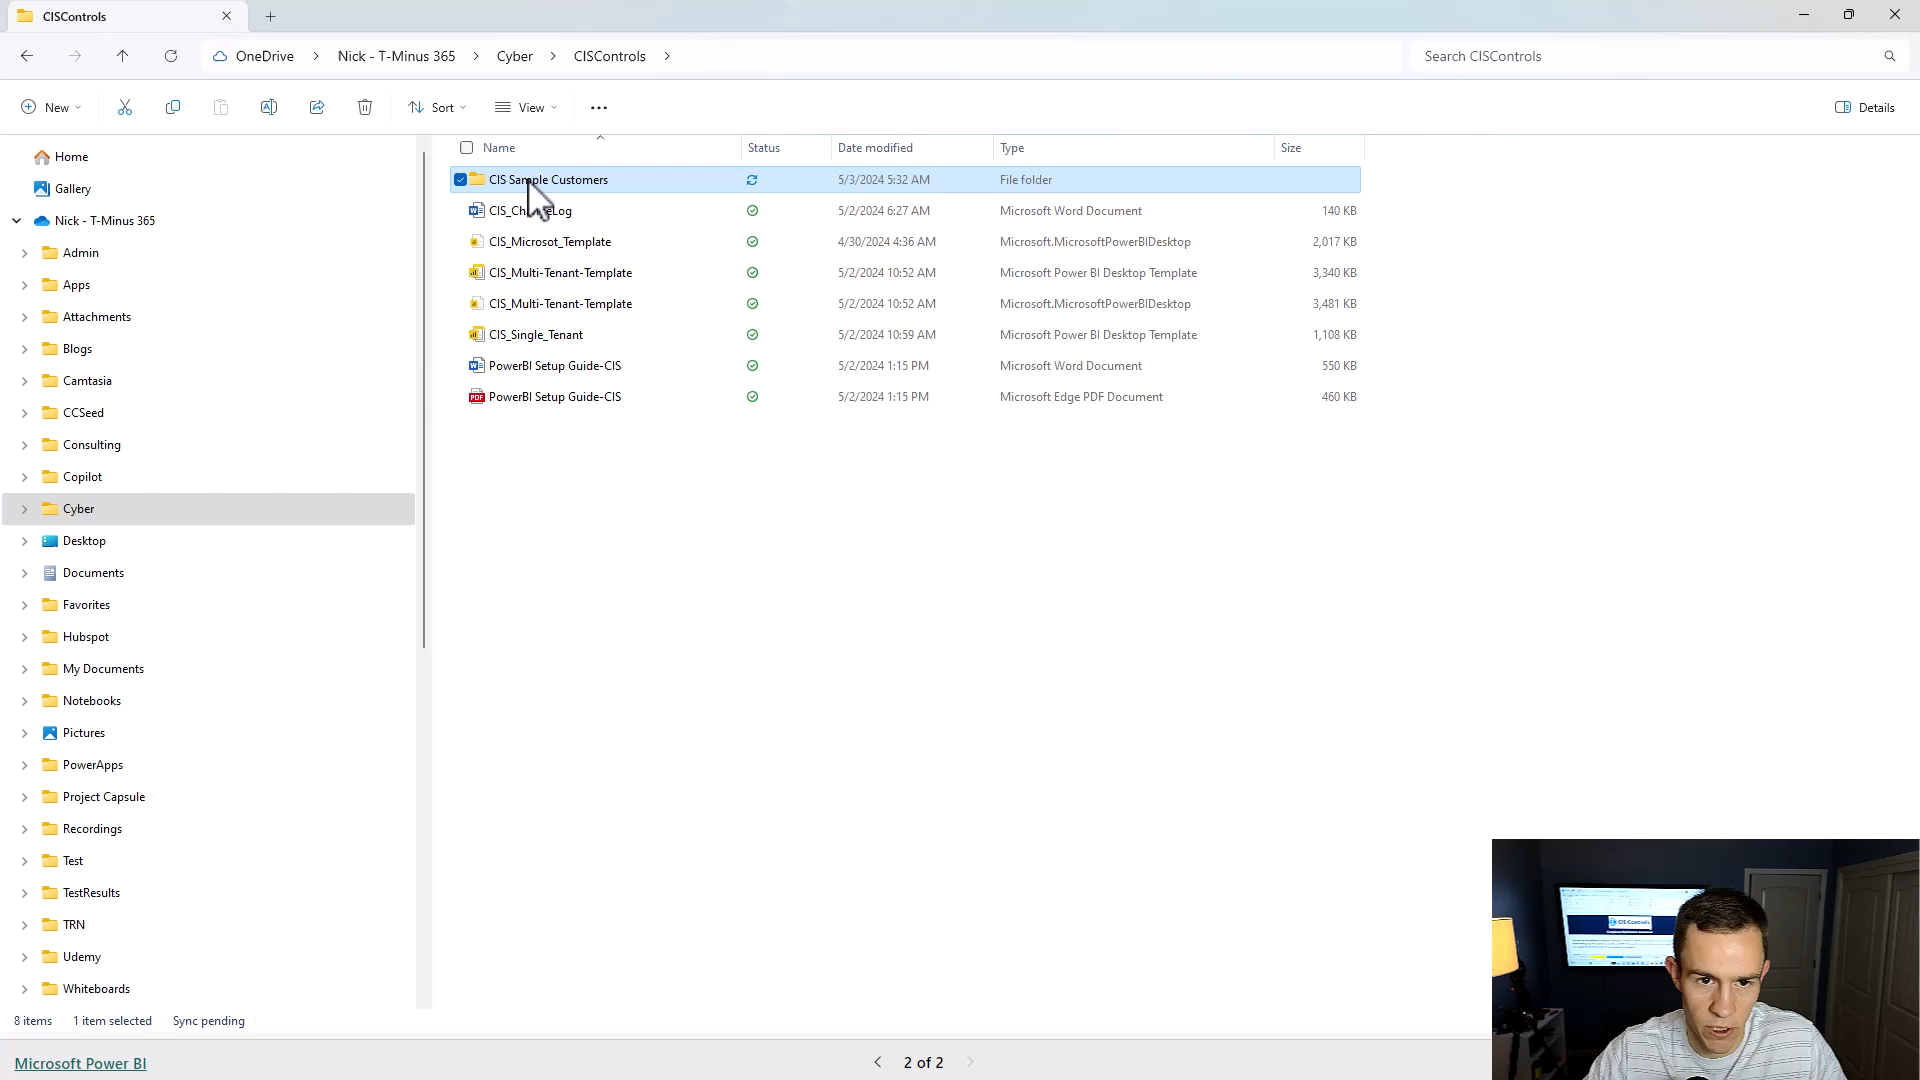 CISControls
OneDrive > Nick - T-Minus 365 > Cyber > CISControls >
Search CISControls
New
Sort
View
Details
Name Status Date modified Type Size
CIS Sample Customers 5/3/2024 5:32 AM File folder
5/2/2024 6:27 AM Microsoft Word Document 140 KB
CIS_Microsot_Template 4/30/2024 4:36 AM Microsoft.MicrosoftPowerBIDesktop 2,017 KB
CIS_Multi-Tenant-Template 5/2/2024 10:52 AM Microsoft Power BI Desktop Template 3,340 KB
CIS_Multi-Tenant-Template 5/2/2024 10:52 AM Microsoft.MicrosoftPowerBIDesktop 3,481 KB
CIS_Single_Tenant 5/2/2024 10:59 AM Microsoft Power BI Desktop Template 1,108 KB
PowerBI Setup Guide-CIS 5/2/2024 1:15 PM Microsoft Word Document 550 KB
PowerBI Setup Guide-CIS 5/2/2024 1:15 PM Microsoft Edge PDF Document 460 KB
Home
Gallery
Nick - T-Minus 365
Admin
Apps
Attachments
Blogs
Camtasia
CCSeed
Consulting
Copilot
Cyber
Desktop
Documents
Favorites
Hubspot
My Documents
Notebooks
Pictures
PowerApps
Project Capsule
Recordings
Test
TestResults
TRN
Udemy
Whiteboards
8 items 1 item selected Sync pending
Microsoft Power BI
2 of 2
CIS Controls